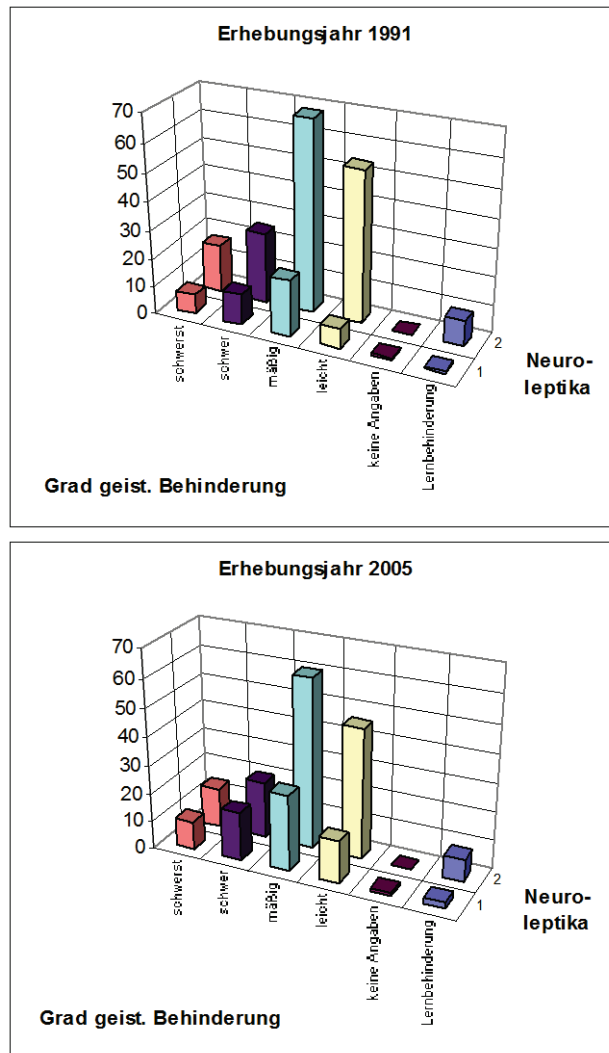 Erhebungsjahr 1991
70
60
50
40
30
20
10
0
schwerst
schwer
mäßig
leicht
keine Angaben
Lernbehinderung
1
2
Neuro-
leptika
Grad geist. Behinderung
Erhebungsjahr 2005
70
60
50
40
30
20
10
0
schwerst
schwer
mäßig
leicht
keine Angaben
Lernbehinderung
1
2
Neuro-
leptika
Grad geist. Behinderung